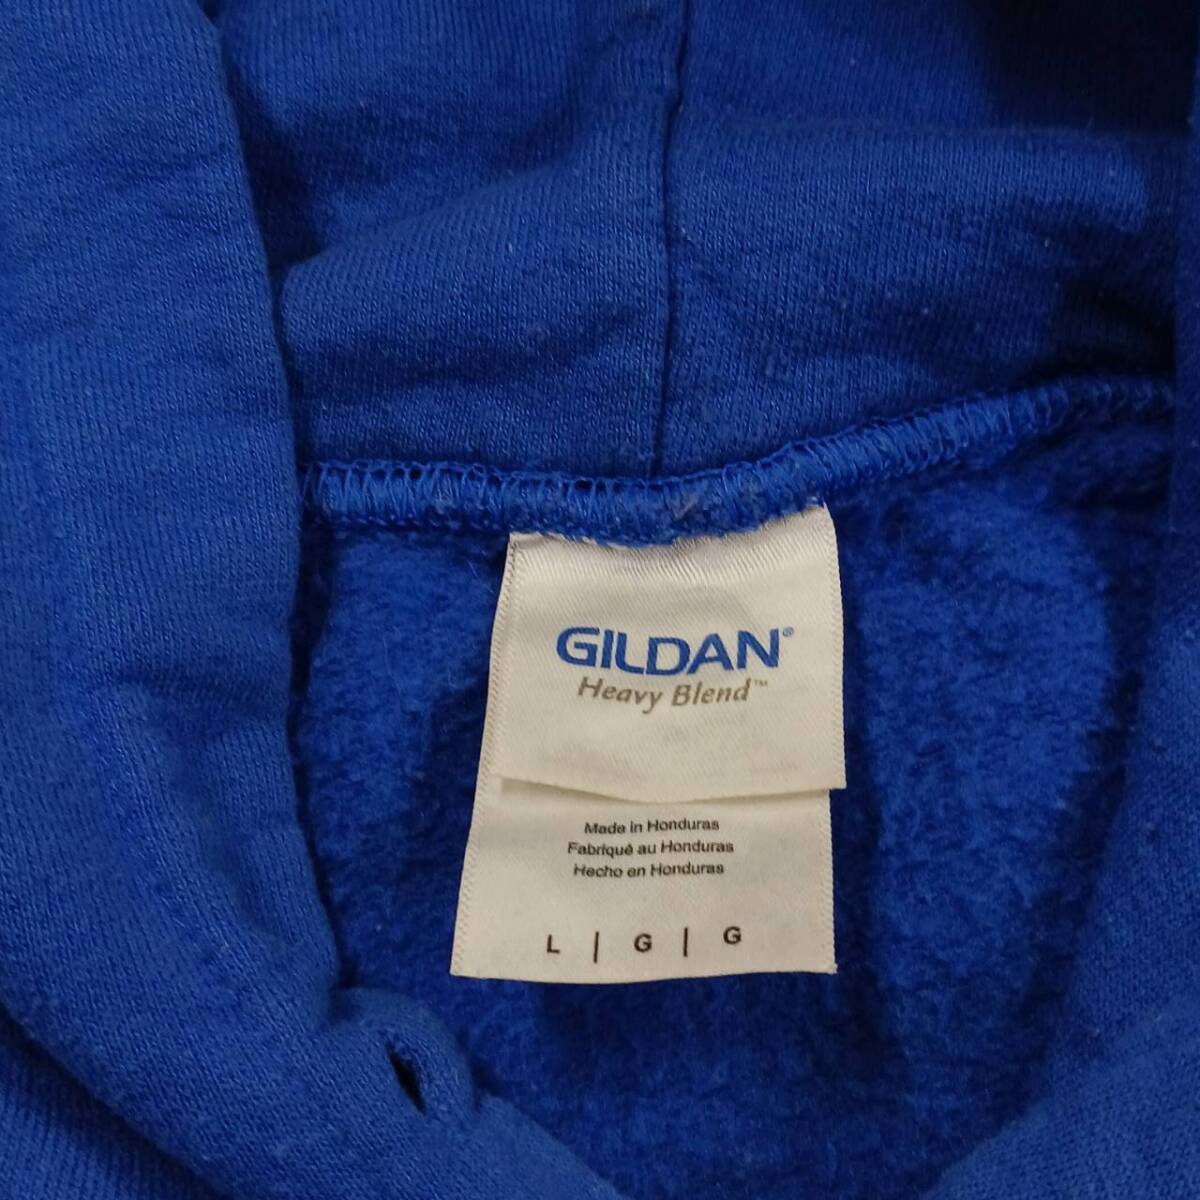 GILDAN®
Heavy Blend™
Made in Honduras
Fabriqué au Honduras
Hecho en Honduras
L | G | G